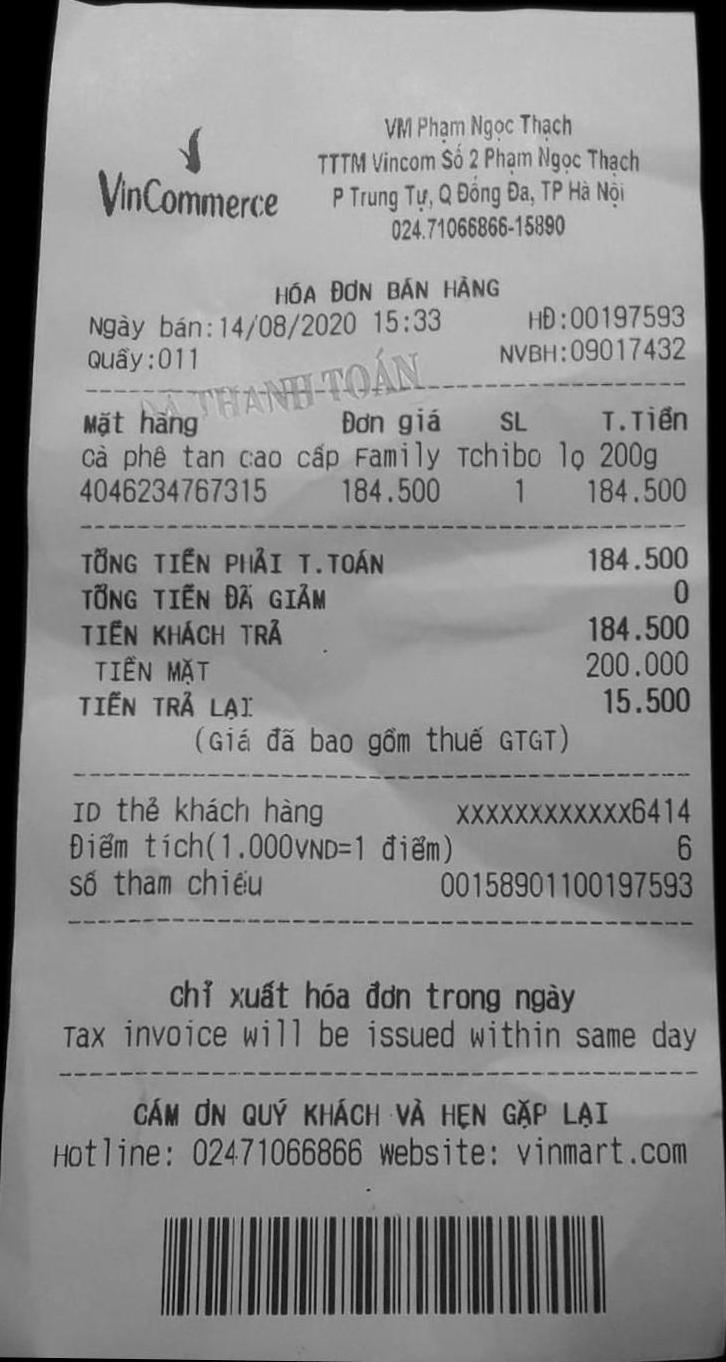 VinCommerce
VM Phạm Ngọc Thạch
TTTM Vincom Số 2 Phạm Ngọc Thạch
P Trung Tự, Q Đống Đa, TP Hà Nội
024.71066866-15890
HÓA ĐƠN BÁN HÀNG
Ngày bán:14/08/2020 15:33 HĐ:00197593
Quầy:011 NVBH:09017432
ĐÃ THANH TOÁN
Mặt hàng Đơn giá SL T.Tiền
Cà phê tan cao cấp Family Tchibo lọ 200g
4046234767315 184.500 1 184.500
TỔNG TIỀN PHẢI T.TOÁN 184.500
TỔNG TIỀN ĐÃ GIẢM 0
TIỀN KHÁCH TRẢ 184.500
TIỀN MẶT 200.000
TIỀN TRẢ LẠI 15.500
(Giá đã bao gồm thuế GTGT)
ID thẻ khách hàng XXXXXXXXXXXX6414
Điểm tích(1.000VND=1 điểm) 6
Số tham chiếu 00158901100197593
Chỉ xuất hóa đơn trong ngày
Tax invoice will be issued within same day
CÁM ƠN QUÝ KHÁCH VÀ HẸN GẶP LẠI
Hotline: 02471066866 Website: vinmart.com